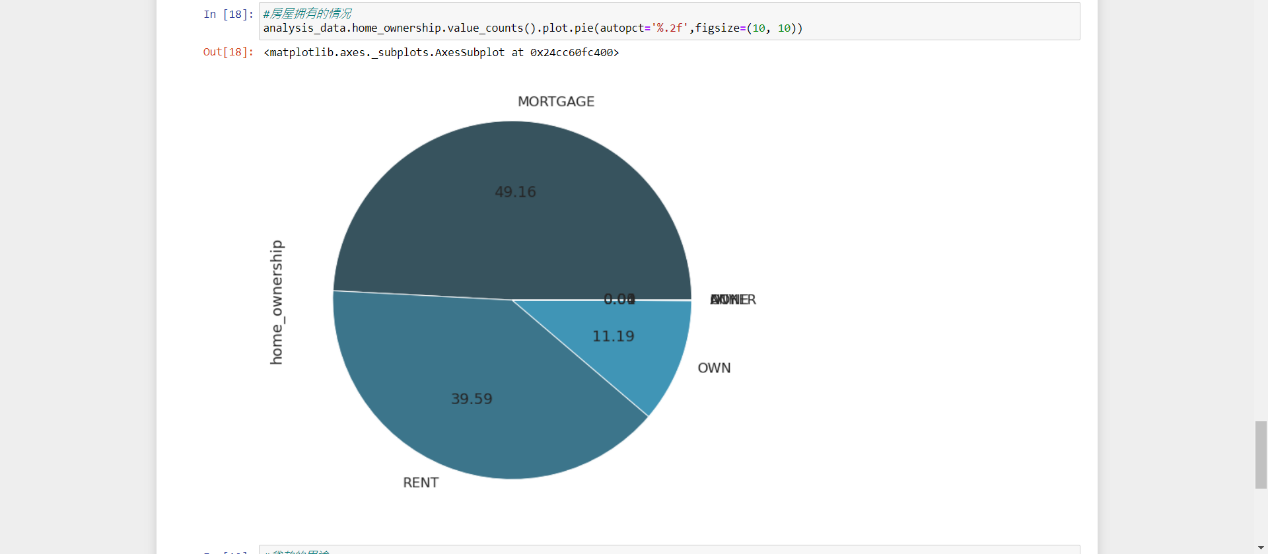 In [18]: #房屋拥有的情况
analysis_data.home_ownership.value_counts().plot.pie(autopct='%.2f',figsize=(10, 10))
Out[18]: <matplotlib.axes._subplots.AxesSubplot at 0x24cc60fc400>
MORTGAGE
49.16
home_ownership
11.19
OWN
39.59
RENT